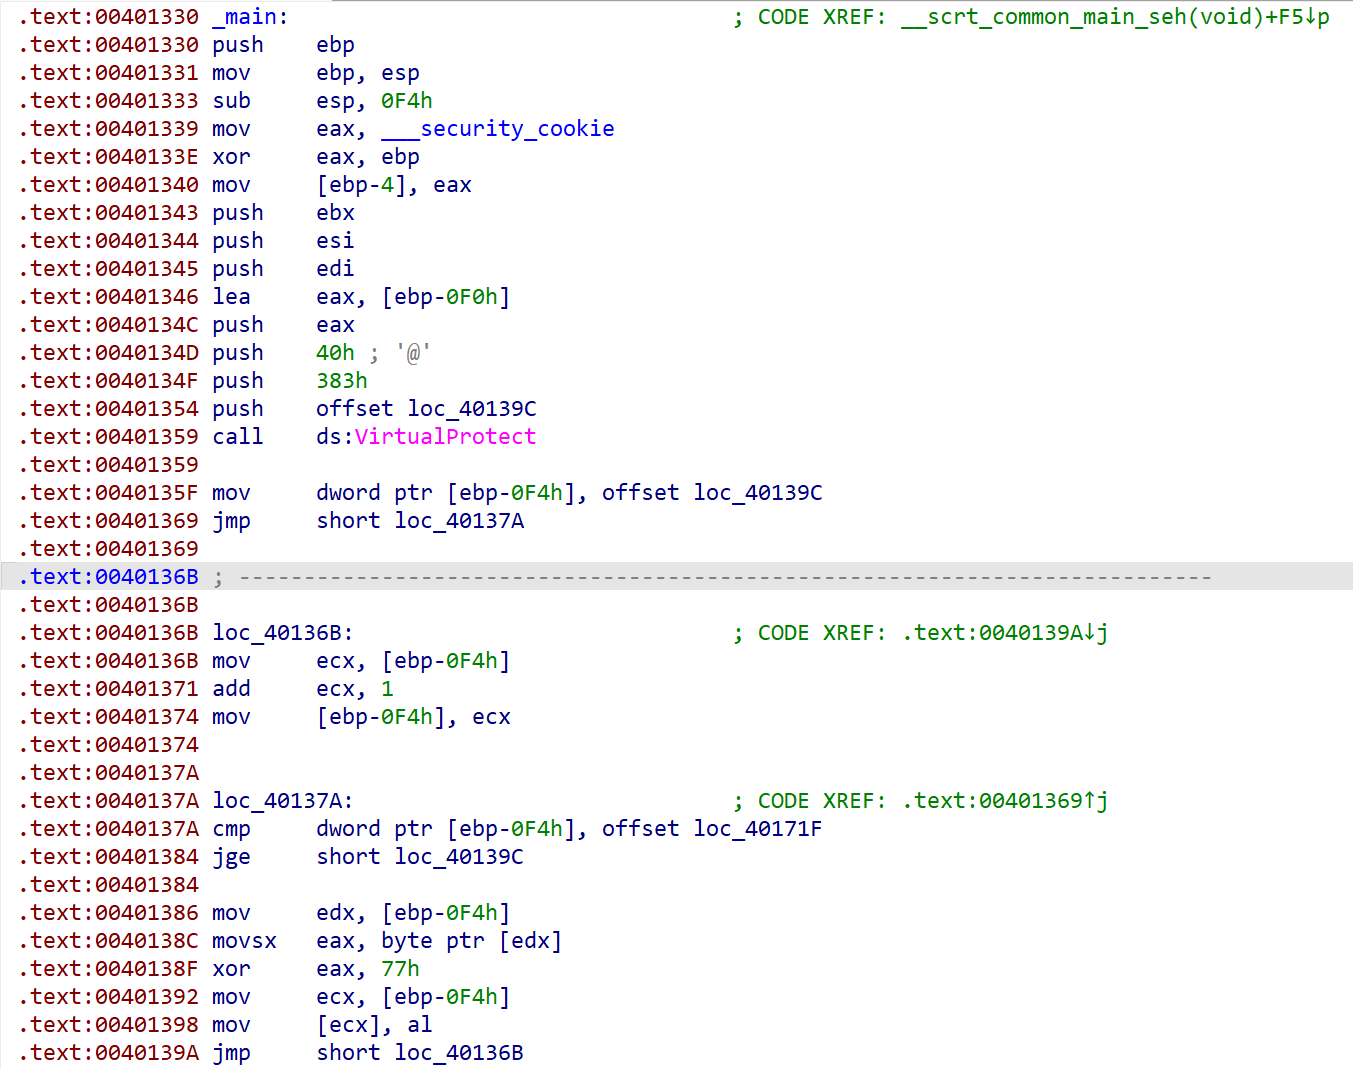 .text:00401330 _main: ; CODE XREF: __scrt_common_main_seh(void)+F5↓p
.text:00401330 push ebp
.text:00401331 mov ebp, esp
.text:00401333 sub esp, 0F4h
.text:00401339 mov eax, ___security_cookie
.text:0040133E xor eax, ebp
.text:00401340 mov [ebp-4], eax
.text:00401343 push ebx
.text:00401344 push esi
.text:00401345 push edi
.text:00401346 lea eax, [ebp-0F0h]
.text:0040134C push eax
.text:0040134D push 40h ; '@'
.text:0040134F push 383h
.text:00401354 push offset loc_40139C
.text:00401359 call ds:VirtualProtect
.text:00401359
.text:0040135F mov dword ptr [ebp-0F4h], offset loc_40139C
.text:00401369 jmp short loc_40137A
.text:00401369
.text:0040136B ; ---------------------------------------------------------------------------
.text:0040136B
.text:0040136B loc_40136B: ; CODE XREF: .text:0040139A↓j
.text:0040136B mov ecx, [ebp-0F4h]
.text:00401371 add ecx, 1
.text:00401374 mov [ebp-0F4h], ecx
.text:00401374
.text:0040137A
.text:0040137A loc_40137A: ; CODE XREF: .text:00401369↑j
.text:0040137A cmp dword ptr [ebp-0F4h], offset loc_40171F
.text:00401384 jge short loc_40139C
.text:00401384
.text:00401386 mov edx, [ebp-0F4h]
.text:0040138C movsx eax, byte ptr [edx]
.text:0040138F xor eax, 77h
.text:00401392 mov ecx, [ebp-0F4h]
.text:00401398 mov [ecx], al
.text:0040139A jmp short loc_40136B